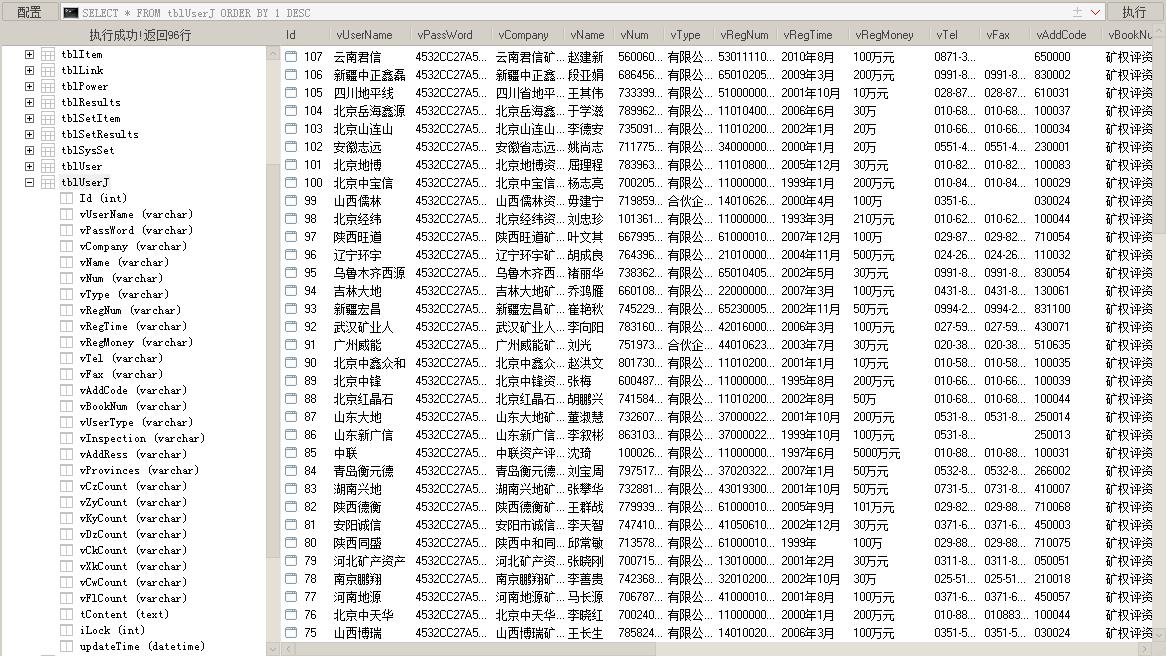 配置 SELECT * FROM tblUserJ ORDER BY 1 DESC 执行
执行成功!返回96行
tblItem
tblLink
tblPower
tblResults
tblSetItem
tblSetResults
tblSysSet
tblUser
tblUserJ
Id (int)
vUserName (varchar)
vPassWord (varchar)
vCompany (varchar)
vName (varchar)
vNum (varchar)
vType (varchar)
vRegNum (varchar)
vRegTime (varchar)
vRegMoney (varchar)
vTel (varchar)
vFax (varchar)
vAddCode (varchar)
vBookNum (varchar)
vUserType (varchar)
vInspection (varchar)
vAddRess (varchar)
vProvinces (varchar)
vCzCount (varchar)
vZyCount (varchar)
vKyCount (varchar)
vDzCount (varchar)
vCkCount (varchar)
vXkCount (varchar)
vCwCount (varchar)
vFlCount (varchar)
tContent (text)
iLock (int)
updateTime (datetime)
Id vUserName vPassWord vCompany vName vNum vType vRegNum vRegTime vRegMoney vTel vFax vAddCode vBookNu
107 云南君信 4532CC27A5... 云南君信矿... 赵建新 560060... 有限公... 53011110... 2010年8月 100万元 0871-3... 650000 矿权评资
106 新疆中正鑫磊 4532CC27A5... 新疆中正鑫... 段亚娟 686456... 有限公... 65010205... 2009年3月 200万元 0991-8... 0991-8... 830002 矿权评资
105 四川地平线 4532CC27A5... 四川省地平... 王其伟 733399... 有限公... 51000000... 2001年10月 10万元 028-87... 028-87... 610031 矿权评资
104 北京岳海鑫源 4532CC27A5... 北京岳海鑫... 于学滋 789962... 有限公... 11010400... 2006年6月 30万 010-68... 010-68... 100037 矿权评资
103 北京山连山 4532CC27A5... 北京山连山... 李德安 735091... 有限公... 11010200... 2002年1月 20万 010-66... 010-66... 100034 矿权评资
102 安徽志远 4532CC27A5... 安徽省志远... 姚尚志 711775... 有限公... 34000000... 2000年1月 20万 0551-4... 0551-4... 230001 矿权评资
101 北京地博 4532CC27A5... 北京地博资... 屈理程 783963... 有限公... 11010800... 2005年12月 30万元 010-82... 010-82... 100083 矿权评资
100 北京中宝信 4532CC27A5... 北京中宝信... 杨志亮 700205... 有限公... 11000000... 1999年1月 200万元 010-84... 010-84... 100029 矿权评资
99 山西儒林 4532CC27A5... 山西儒林资... 毋建宁 719859... 合伙企... 14010626... 2000年4月 100万 0351-6... 030024 矿权评资
98 北京经纬 4532CC27A5... 北京经纬资... 刘忠珍 101361... 有限公... 11000000... 1993年3月 210万元 010-62... 010-62... 100044 矿权评资
97 陕西旺道 4532CC27A5... 陕西旺道矿... 叶文其 667995... 有限公... 61000010... 2007年12月 100万 029-87... 029-82... 710054 矿权评资
96 辽宁环宇 4532CC27A5... 辽宁环宇矿... 胡成良 764396... 有限公... 21010000... 2004年11月 500万元 024-26... 024-26... 110032 矿权评资
95 乌鲁木齐西源 4532CC27A5... 乌鲁木齐西... 褚丽华 738362... 有限公... 65010405... 2002年5月 30万元 0991-8... 0991-8... 830054 矿权评资
94 吉林大地 4532CC27A5... 吉林大地矿... 乔鸿雁 660108... 有限公... 22000000... 2007年3月 100万元 0431-8... 0431-8... 130061 矿权评资
93 新疆宏昌 4532CC27A5... 新疆宏昌矿... 崔艳秋 745229... 有限公... 65230005... 2002年11月 50万元 0994-2... 0994-2... 831100 矿权评资
92 武汉矿业人 4532CC27A5... 武汉矿业人... 李向阳 783160... 有限公... 42016000... 2006年3月 100万元 027-59... 027-59... 430071 矿权评资
91 广州威能 4532CC27A5... 广州威能矿... 刘光 751973... 合伙企... 44010623... 2003年7月 30万元 020-38... 020-38... 510635 矿权评资
90 北京中鑫众和 4532CC27A5... 北京中鑫众... 赵洪文 801730... 有限公... 11010201... 2001年1月 10万元 010-58... 010-58... 100035 矿权评资
89 北京中锋 4532CC27A5... 北京中锋资... 张梅 600487... 有限公... 11000000... 1995年8月 200万元 010-66... 010-66... 100039 矿权评资
88 北京红晶石 4532CC27A5... 北京红晶石... 胡鹏兴 741584... 有限公... 11010200... 2002年8月 50万 010-68... 010-68... 100044 矿权评资
87 山东大地 4532CC27A5... 山东大地矿... 董淑慧 732607... 有限公... 37000022... 2001年10月 200万元 0531-8... 0531-8... 250014 矿权评资
86 山东新广信 4532CC27A5... 山东新广信... 李叙彬 863103... 有限公... 37000022... 1999年10月 100万元 0531-8... 250013 矿权评资
85 中联 4532CC27A5... 中联资产评... 沈琦 100026... 有限公... 11000000... 1997年6月 5000万元 010-88... 010-88... 100031 矿权评资
84 青岛衡元德 4532CC27A5... 青岛衡元德... 刘宝周 797517... 有限公... 37020322... 2007年1月 50万元 0532-8... 0532-8... 266002 矿权评资
83 湖南兴地 4532CC27A5... 湖南兴地矿... 张攀华 732881... 有限公... 43019300... 2001年10月 50万元 0731-5... 0731-8... 410007 矿权评资
82 陕西德衡 4532CC27A5... 陕西德衡矿... 王群战 779939... 有限公... 61000010... 2005年9月 101万元 029-82... 029-88... 710068 矿权评资
81 安阳诚信 4532CC27A5... 安阳市诚信... 李天智 747410... 有限公... 41050610... 2002年12月 30万元 0371-6... 0371-6... 450003 矿权评资
80 陕西同盛 4532CC27A5... 陕西中和同... 邱常敏 713578... 有限公... 61000010... 1999年 100万 029-88... 029-88... 710075 矿权评资
79 河北矿产资产 4532CC27A5... 河北矿产资... 张晓刚 700715... 有限公... 13010000... 2001年2月 30万元 0311-8... 0311-8... 050051 矿权评资
78 南京鹏翔 4532CC27A5... 南京鹏翔矿... 李善贵 742368... 有限公... 32010200... 2002年10月 30万 025-51... 025-51... 210018 矿权评资
77 河南地源 4532CC27A5... 河南地源矿... 马长源 706787... 有限公... 41000010... 2001年8月 100万元 0371-6... 0371-6... 450057 矿权评资
76 北京中天华 4532CC27A5... 北京中天华... 李晓红 700240... 有限公... 11000000... 2000年1月 200万 010-88... 010883... 100044 矿权评资
75 山西博瑞 4532CC27A5... 山西博瑞矿... 王长生 785824... 有限公... 14010020... 2006年3月 100万元 0351-5... 0351-5... 030024 矿权评资